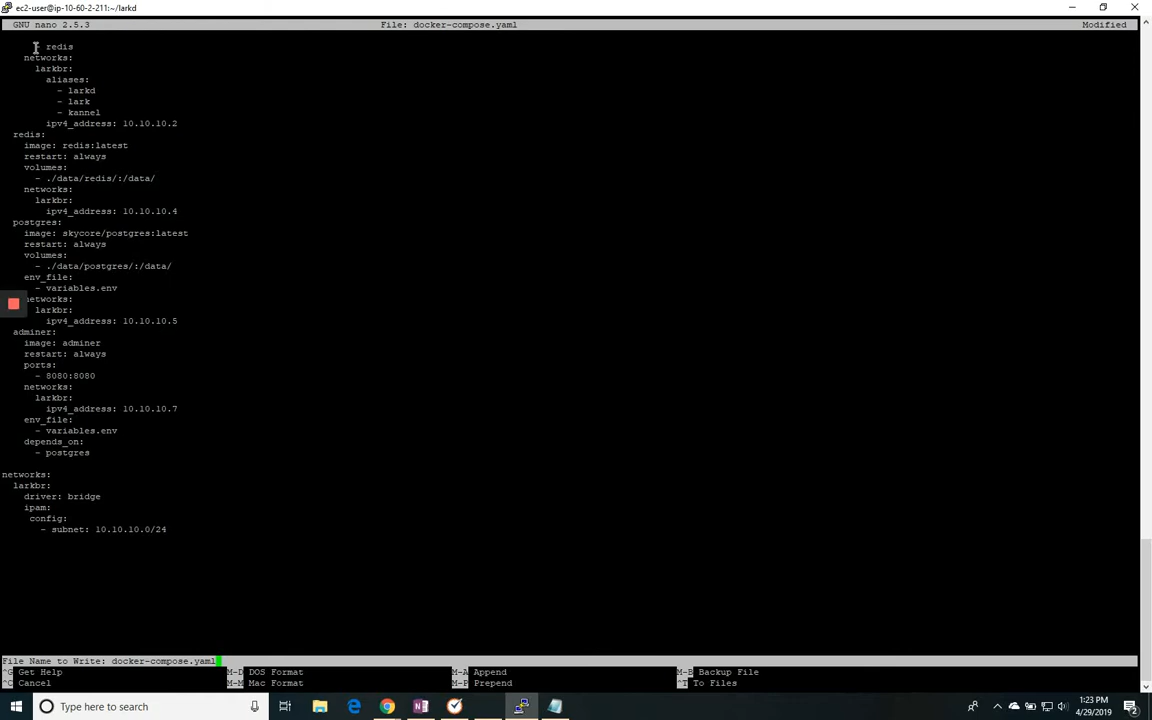 ec2-user@ip-10-60-2-211:~/larkd
GNU nano 2.5.3 File: docker-compose.yaml Modified
- redis
networks:
larkbr:
aliases:
- larkd
- lark
- kannel
ipv4_address: 10.10.10.2
redis:
image: redis:latest
restart: always
volumes:
- ./data/redis/:/data/
networks:
larkbr:
ipv4_address: 10.10.10.4
postgres:
image: skycore/postgres:latest
restart: always
volumes:
- ./data/postgres/:/data/
env_file:
- variables.env
networks:
larkbr:
ipv4_address: 10.10.10.5
adminer:
image: adminer
restart: always
ports:
- 8080:8080
networks:
larkbr:
ipv4_address: 10.10.10.7
env_file:
- variables.env
depends_on:
- postgres
networks:
larkbr:
driver: bridge
ipam:
config:
- subnet: 10.10.10.0/24
File Name to Write: docker-compose.yaml
^G Get Help M-D DOS Format M-A Append M-B Backup File
^C Cancel M-M Mac Format M-P Prepend ^T To Files
Type here to search
1:23 PM
4/29/2019
2